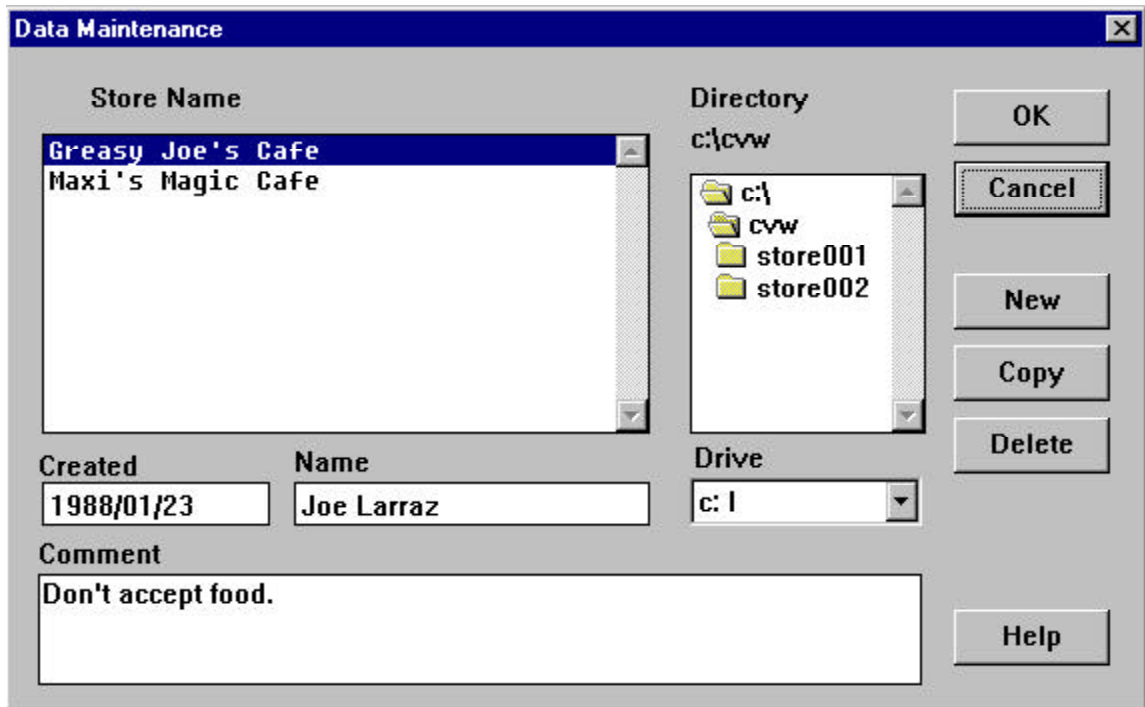 Data Maintenance
Store Name
Greasy Joe's Cafe
Maxi's Magic Cafe
Directory
c:\cvw
c:\
cvw
store001
store002
OK
Cancel
New
Copy
Delete
Created
1988/01/23
Name
Joe Larraz
Drive
c: l
Comment
Don't accept food.
Help